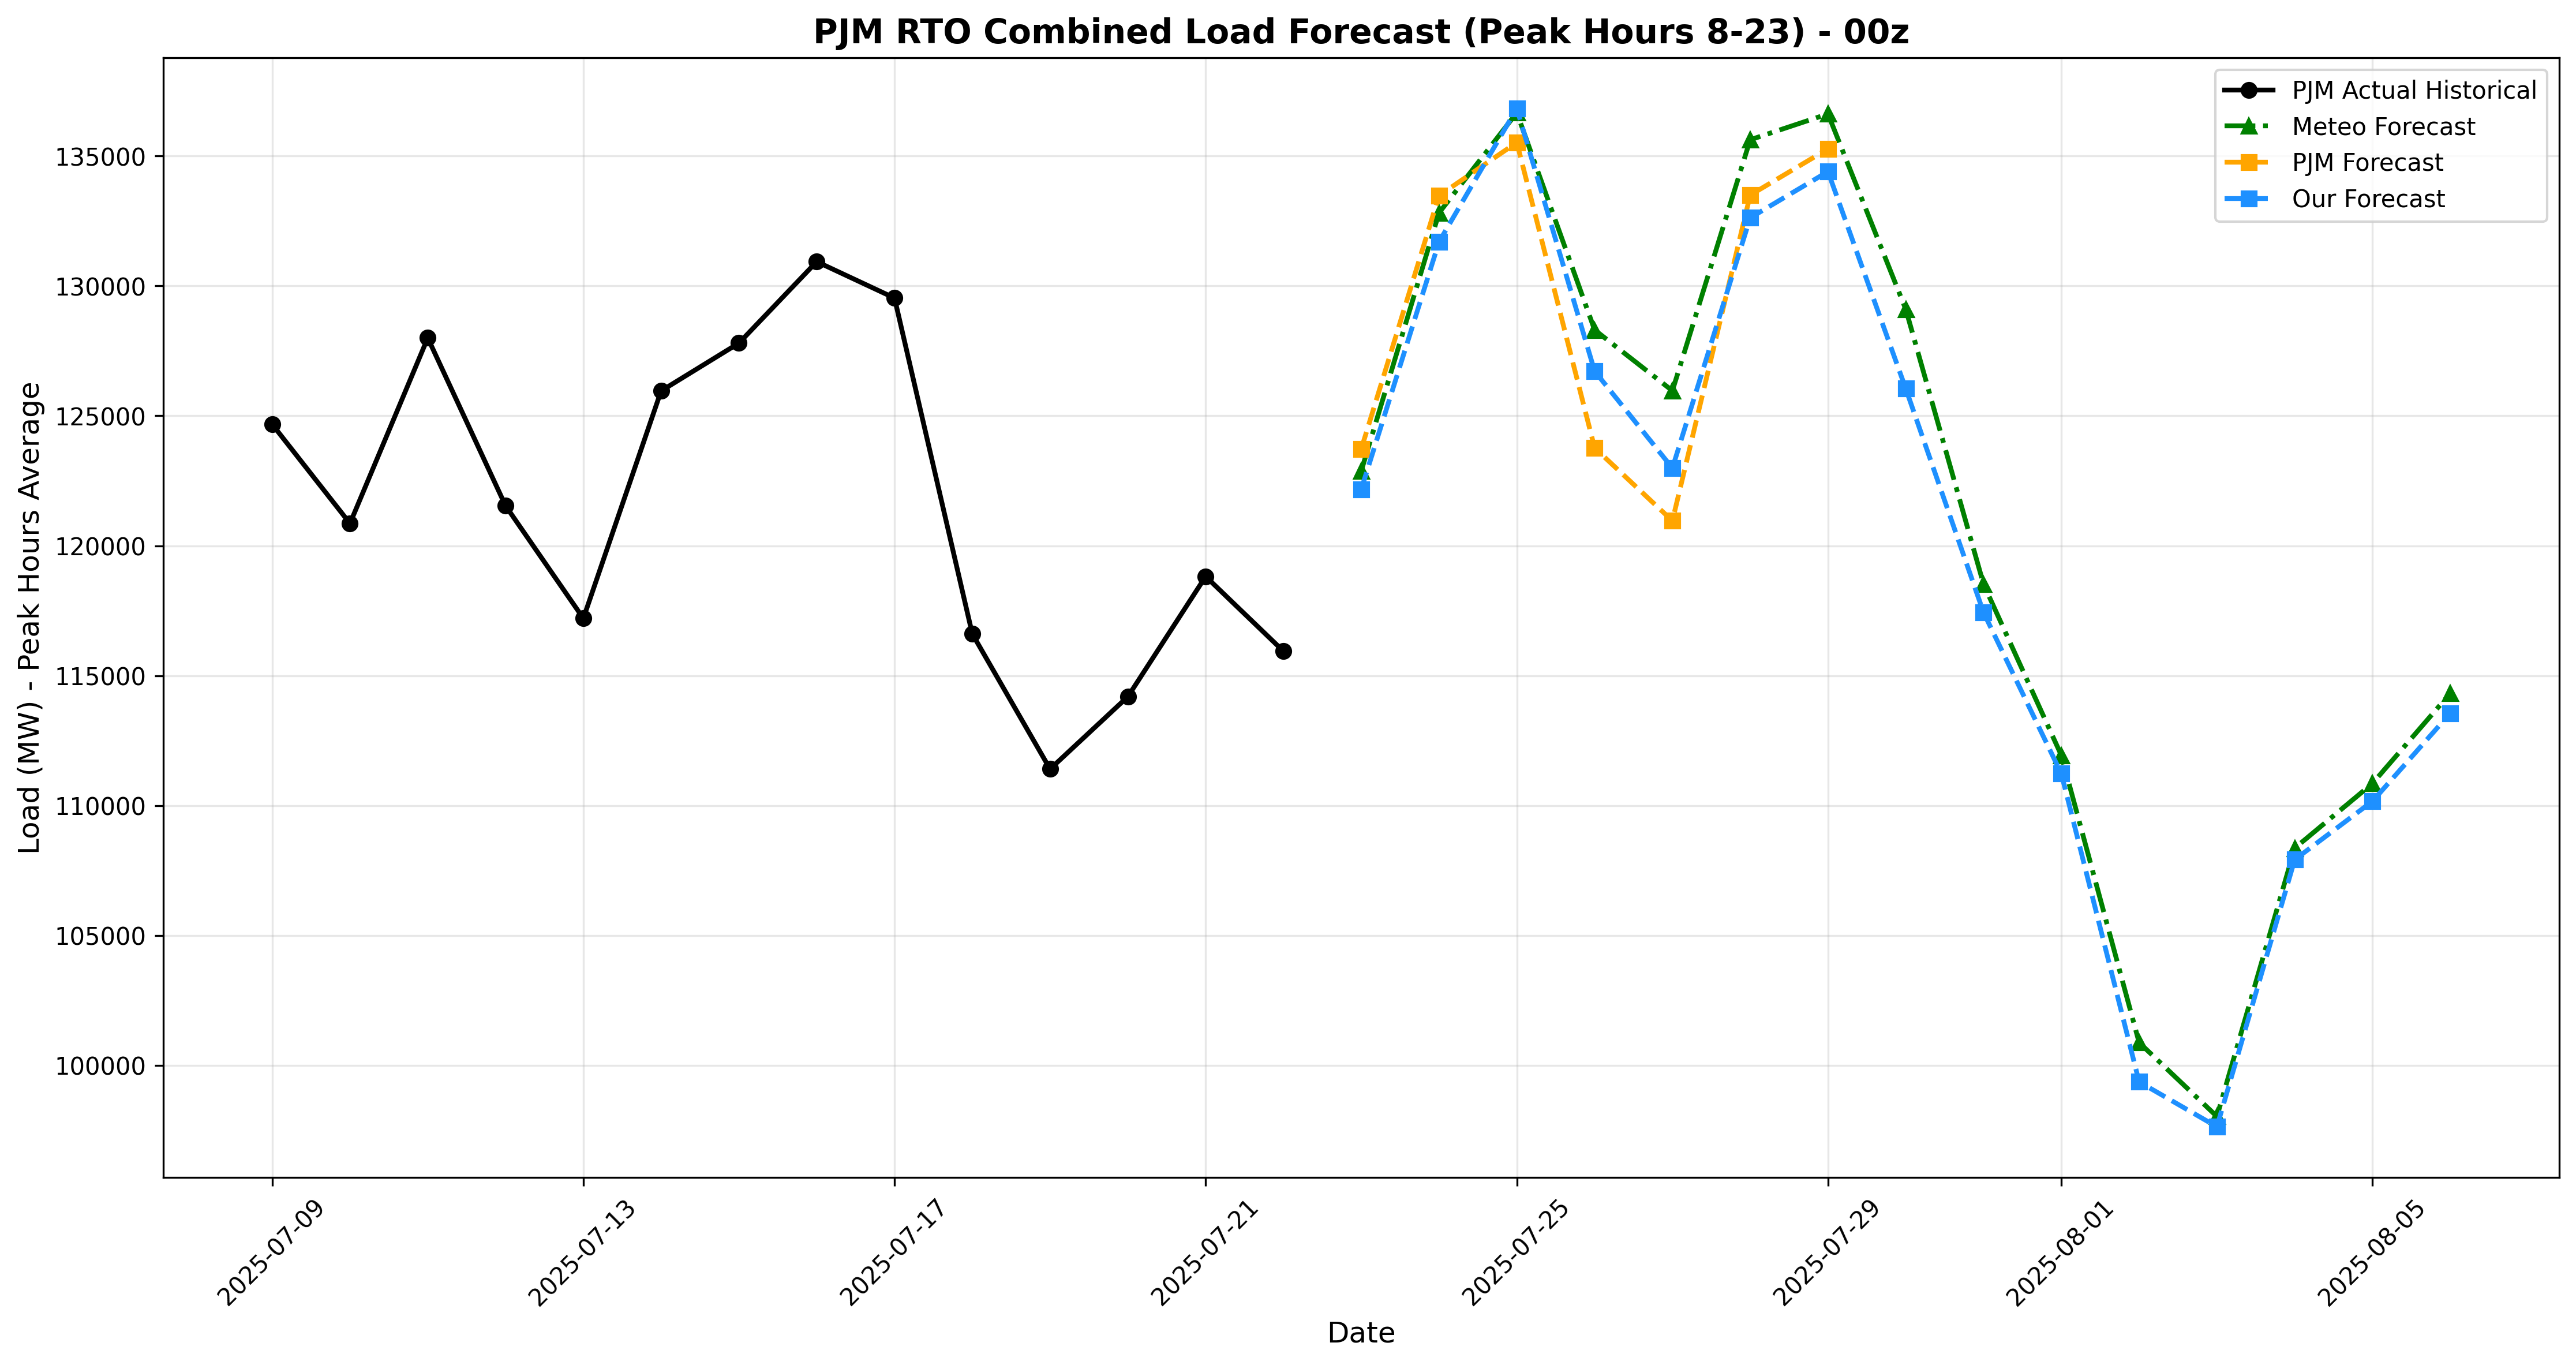 PJM RTO Combined Load Forecast (Peak Hours 8-23) - 00z
PJM Actual Historical
Meteo Forecast
PJM Forecast
Our Forecast
Load (MW) - Peak Hours Average
135000
130000
125000
120000
115000
110000
105000
100000
2025-07-09
2025-07-13
2025-07-17
2025-07-21
2025-07-25
2025-07-29
2025-08-01
2025-08-05
Date